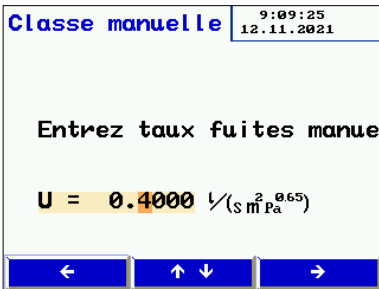 Classe manuelle
9:09:25
12.11.2021
Entrez taux fuites manue
U = 0.4000 l/(s m² Pa^0.65)
← ↑ ↓ →